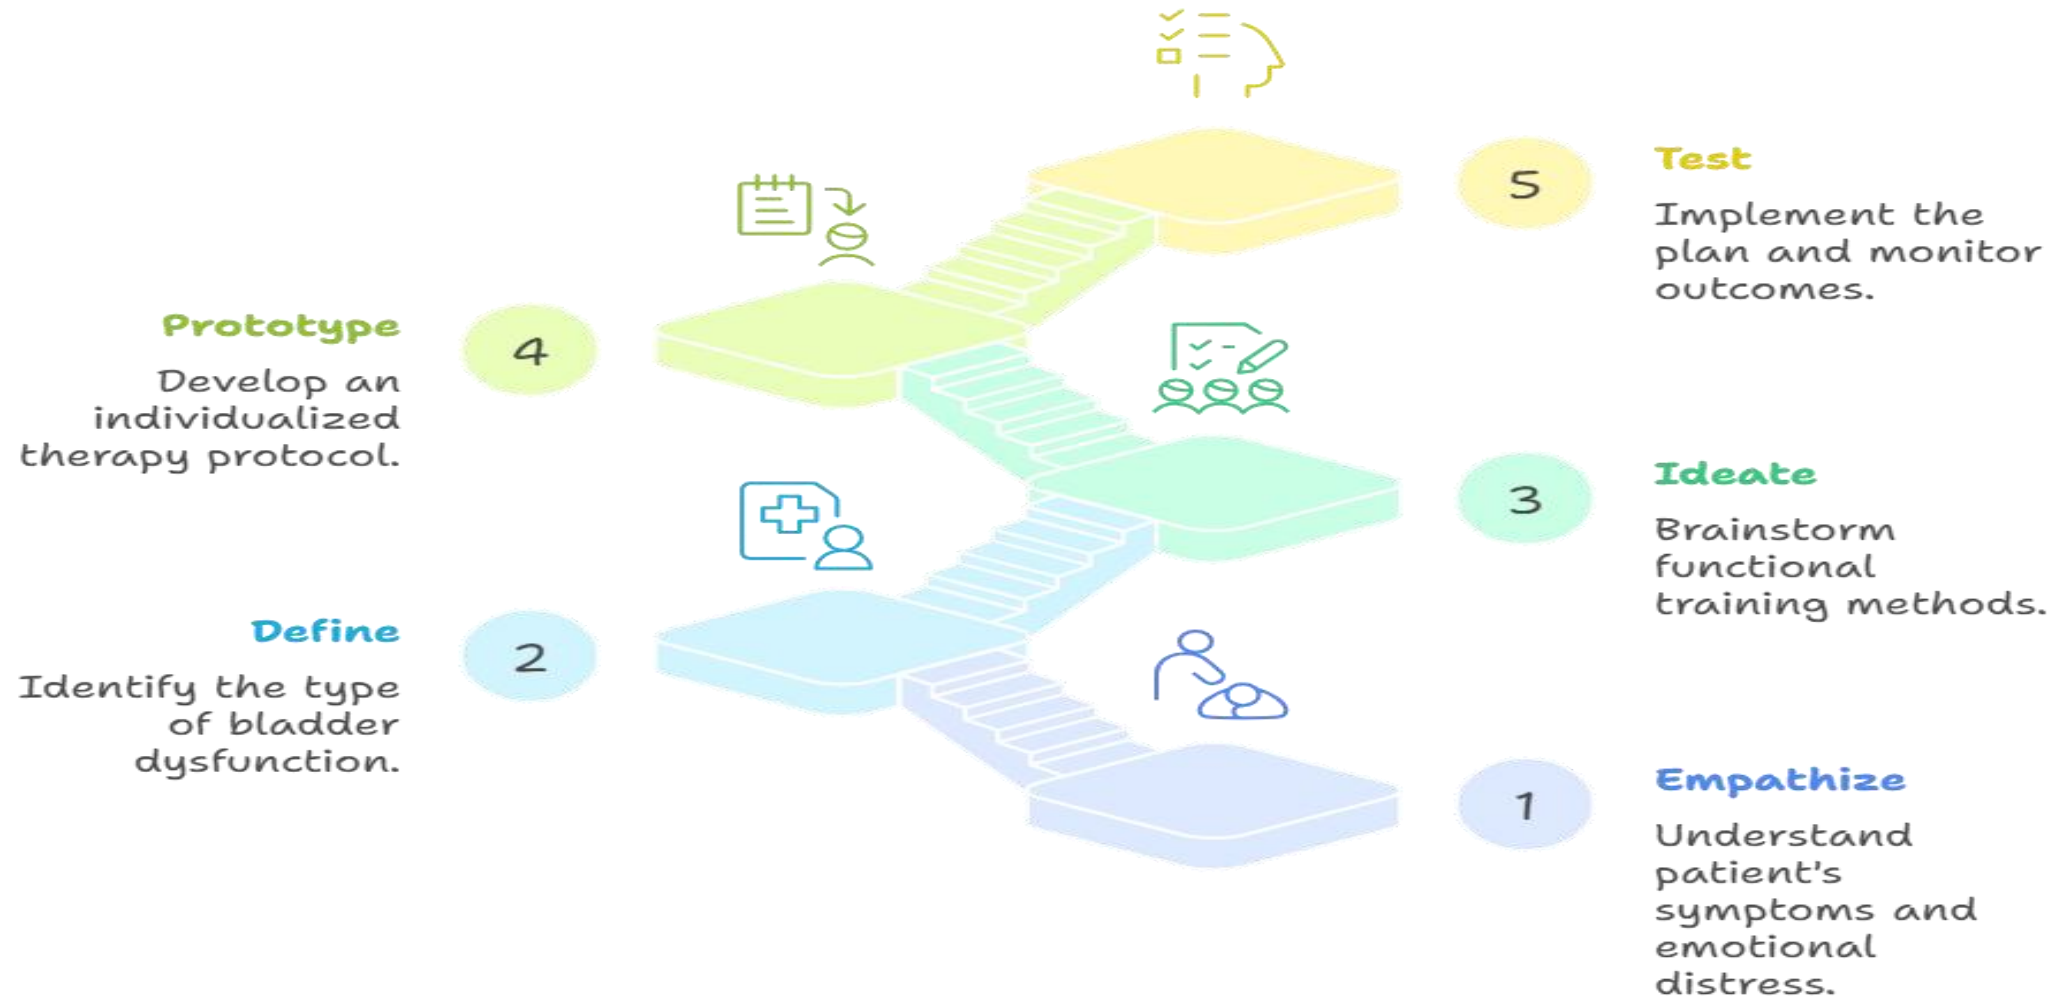 5
Test
Implement the
plan and monitor
outcomes.
Prototype
4
Develop an
individualized
therapy protocol.
3
Ideate
Brainstorm
functional
training methods.
Define
2
Identify the type
of bladder
dysfunction.
1
Empathize
Understand
patient's
symptoms and
emotional
distress.